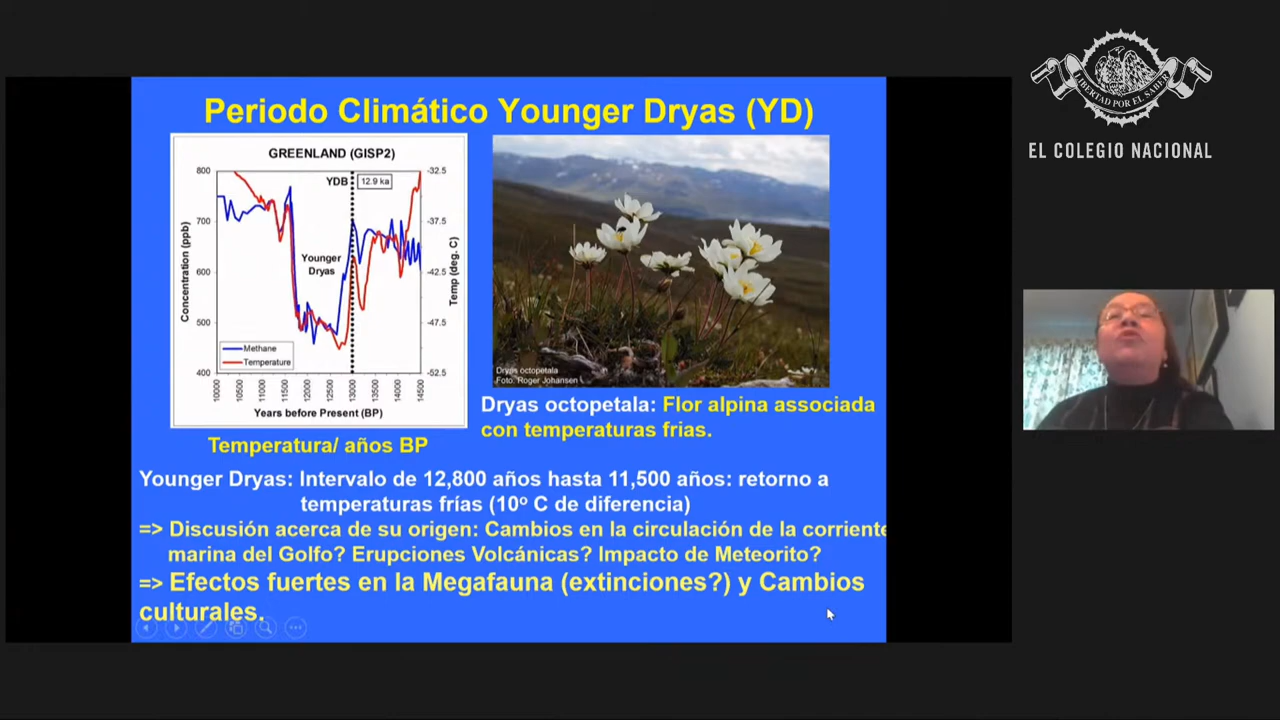 Periodo Climático Younger Dryas (YD)
GREENLAND (GISP2)
800
700
600
500
400
Concentration (ppb)
YDB
12.9 ka
Younger
Dryas
Methane
Temperature
-32.5
-37.5
-42.5
-47.5
-52.5
Temp (deg. C)
10000
10500
11000
11500
12000
12500
13000
13500
14000
14500
Years before Present (BP)
Temperatura/ años BP
Dryas octopetala
Foto: Roger Johansen
Dryas octopetala: Flor alpina asociada
con temperaturas frias.
Younger Dryas: Intervalo de 12,800 años hasta 11,500 años: retorno a
temperaturas frías (10º C de diferencia)
=> Discusión acerca de su origen: Cambios en la circulación de la corriente
marina del Golfo? Erupciones Volcánicas? Impacto de Meteorito?
=> Efectos fuertes en la Megafauna (extinciones?) y Cambios
culturales.
LIBERTAD POR EL SABER
EL COLEGIO NACIONAL